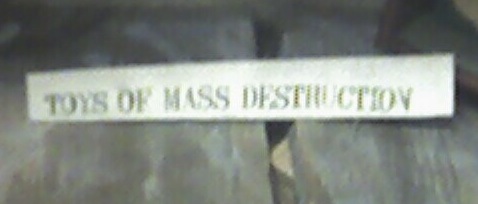 TOYS OF MASS DESTRUCTION